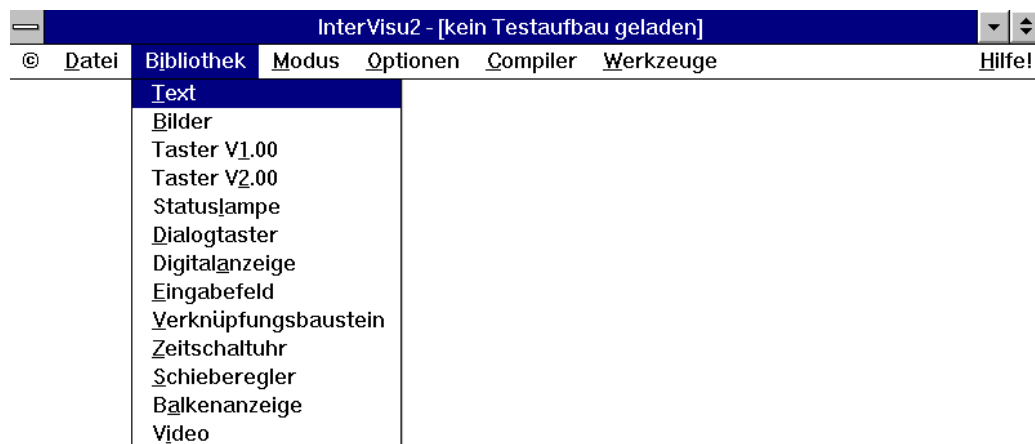 InterVisu2 - [kein Testaufbau geladen]
© Datei Bibliothek Modus Optionen Compiler Werkzeuge Hilfe!
Text
Bilder
Taster V1.00
Taster V2.00
Statuslampe
Dialogtaster
Digitalanzeige
Eingabefeld
Verknüpfungsbaustein
Zeitschaltuhr
Schieberegler
Balkenanzeige
Video